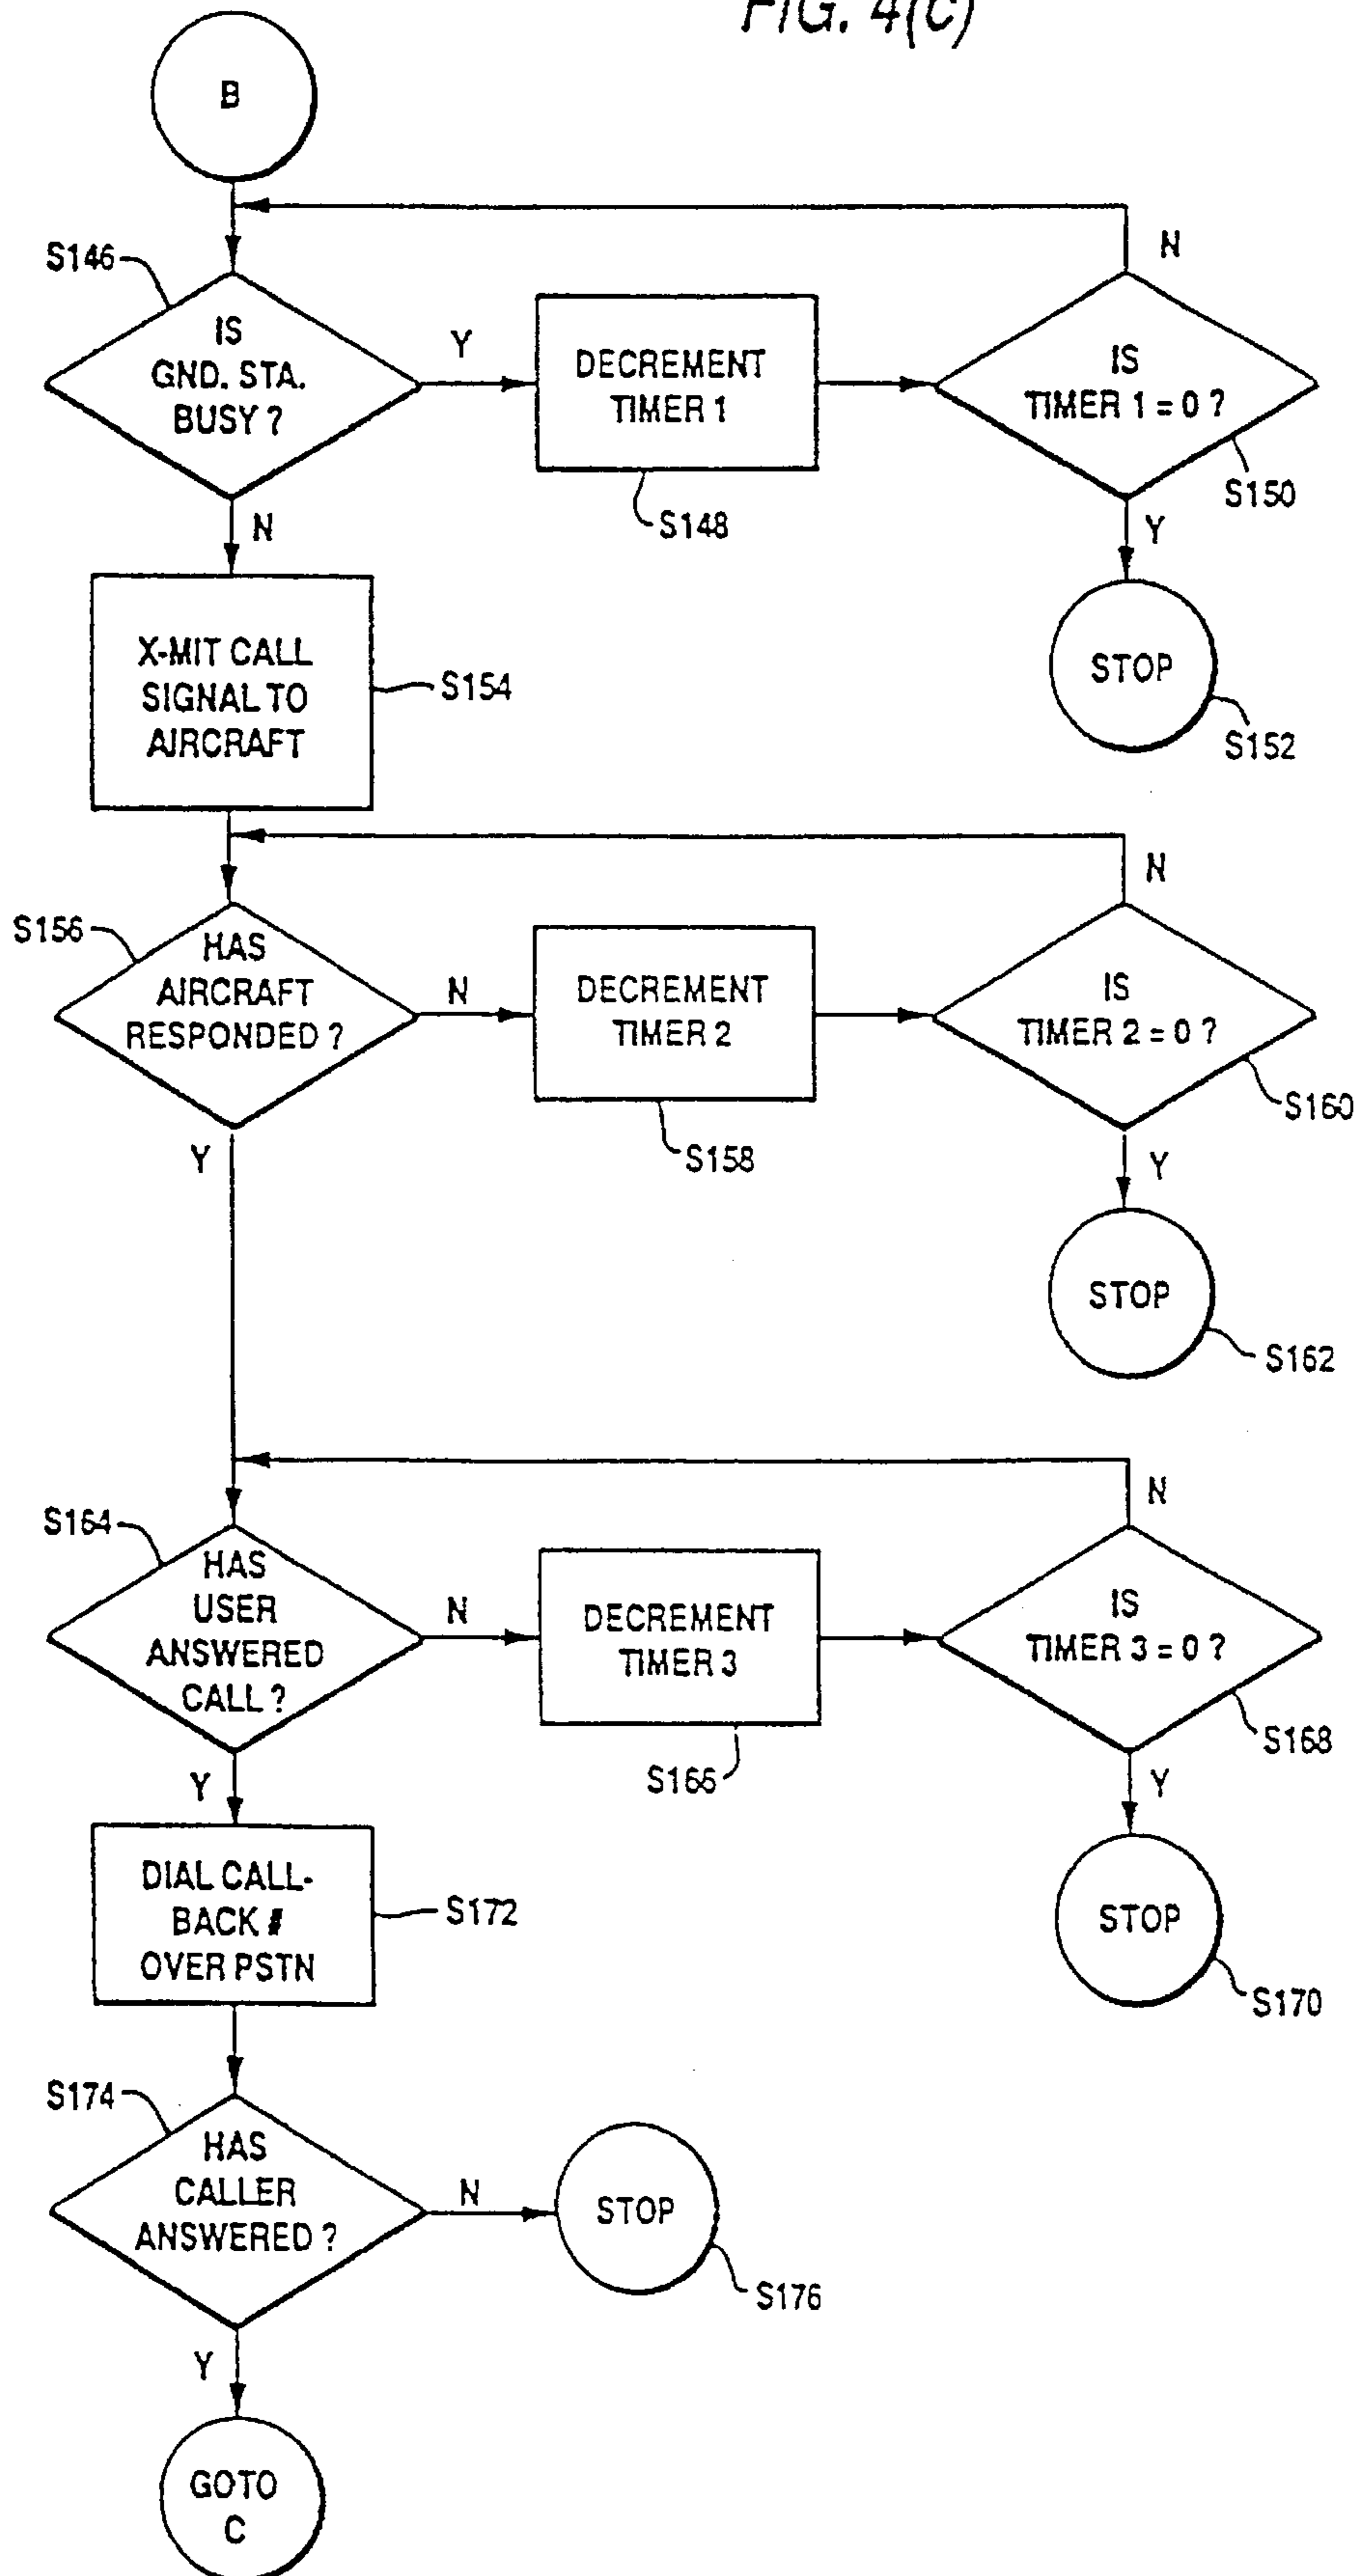 FIG. 4(c)
B
S146
IS
GND. STA.
BUSY ?
Y
DECREMENT
TIMER 1
S148
IS
TIMER 1 = 0 ?
N
S150
Y
STOP
S152
N
X-MIT CALL
SIGNAL TO
AIRCRAFT
S154
S156
HAS
AIRCRAFT
RESPONDED ?
N
DECREMENT
TIMER 2
S158
IS
TIMER 2 = 0 ?
N
S160
Y
STOP
S162
Y
S164
HAS
USER
ANSWERED
CALL ?
N
DECREMENT
TIMER 3
S166
IS
TIMER 3 = 0 ?
N
S168
Y
STOP
S170
Y
DIAL CALL-
BACK #
OVER PSTN
S172
S174
HAS
CALLER
ANSWERED ?
N
STOP
S176
Y
GOTO
C